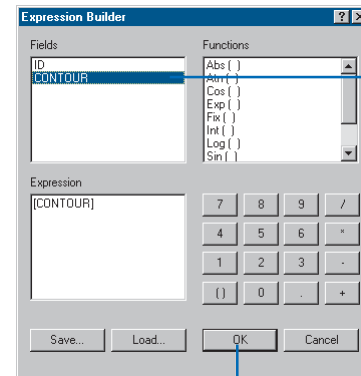 Expression Builder
Fields
ID
CONTOUR
Functions
Abs ( )
Atn ( )
Cos ( )
Exp ( )
Fix ( )
Int ( )
Log ( )
Sin ( )
Expression
[CONTOUR]
7 8 9 /
4 5 6 *
1 2 3 -
( ) 0 . +
Save... Load... OK Cancel